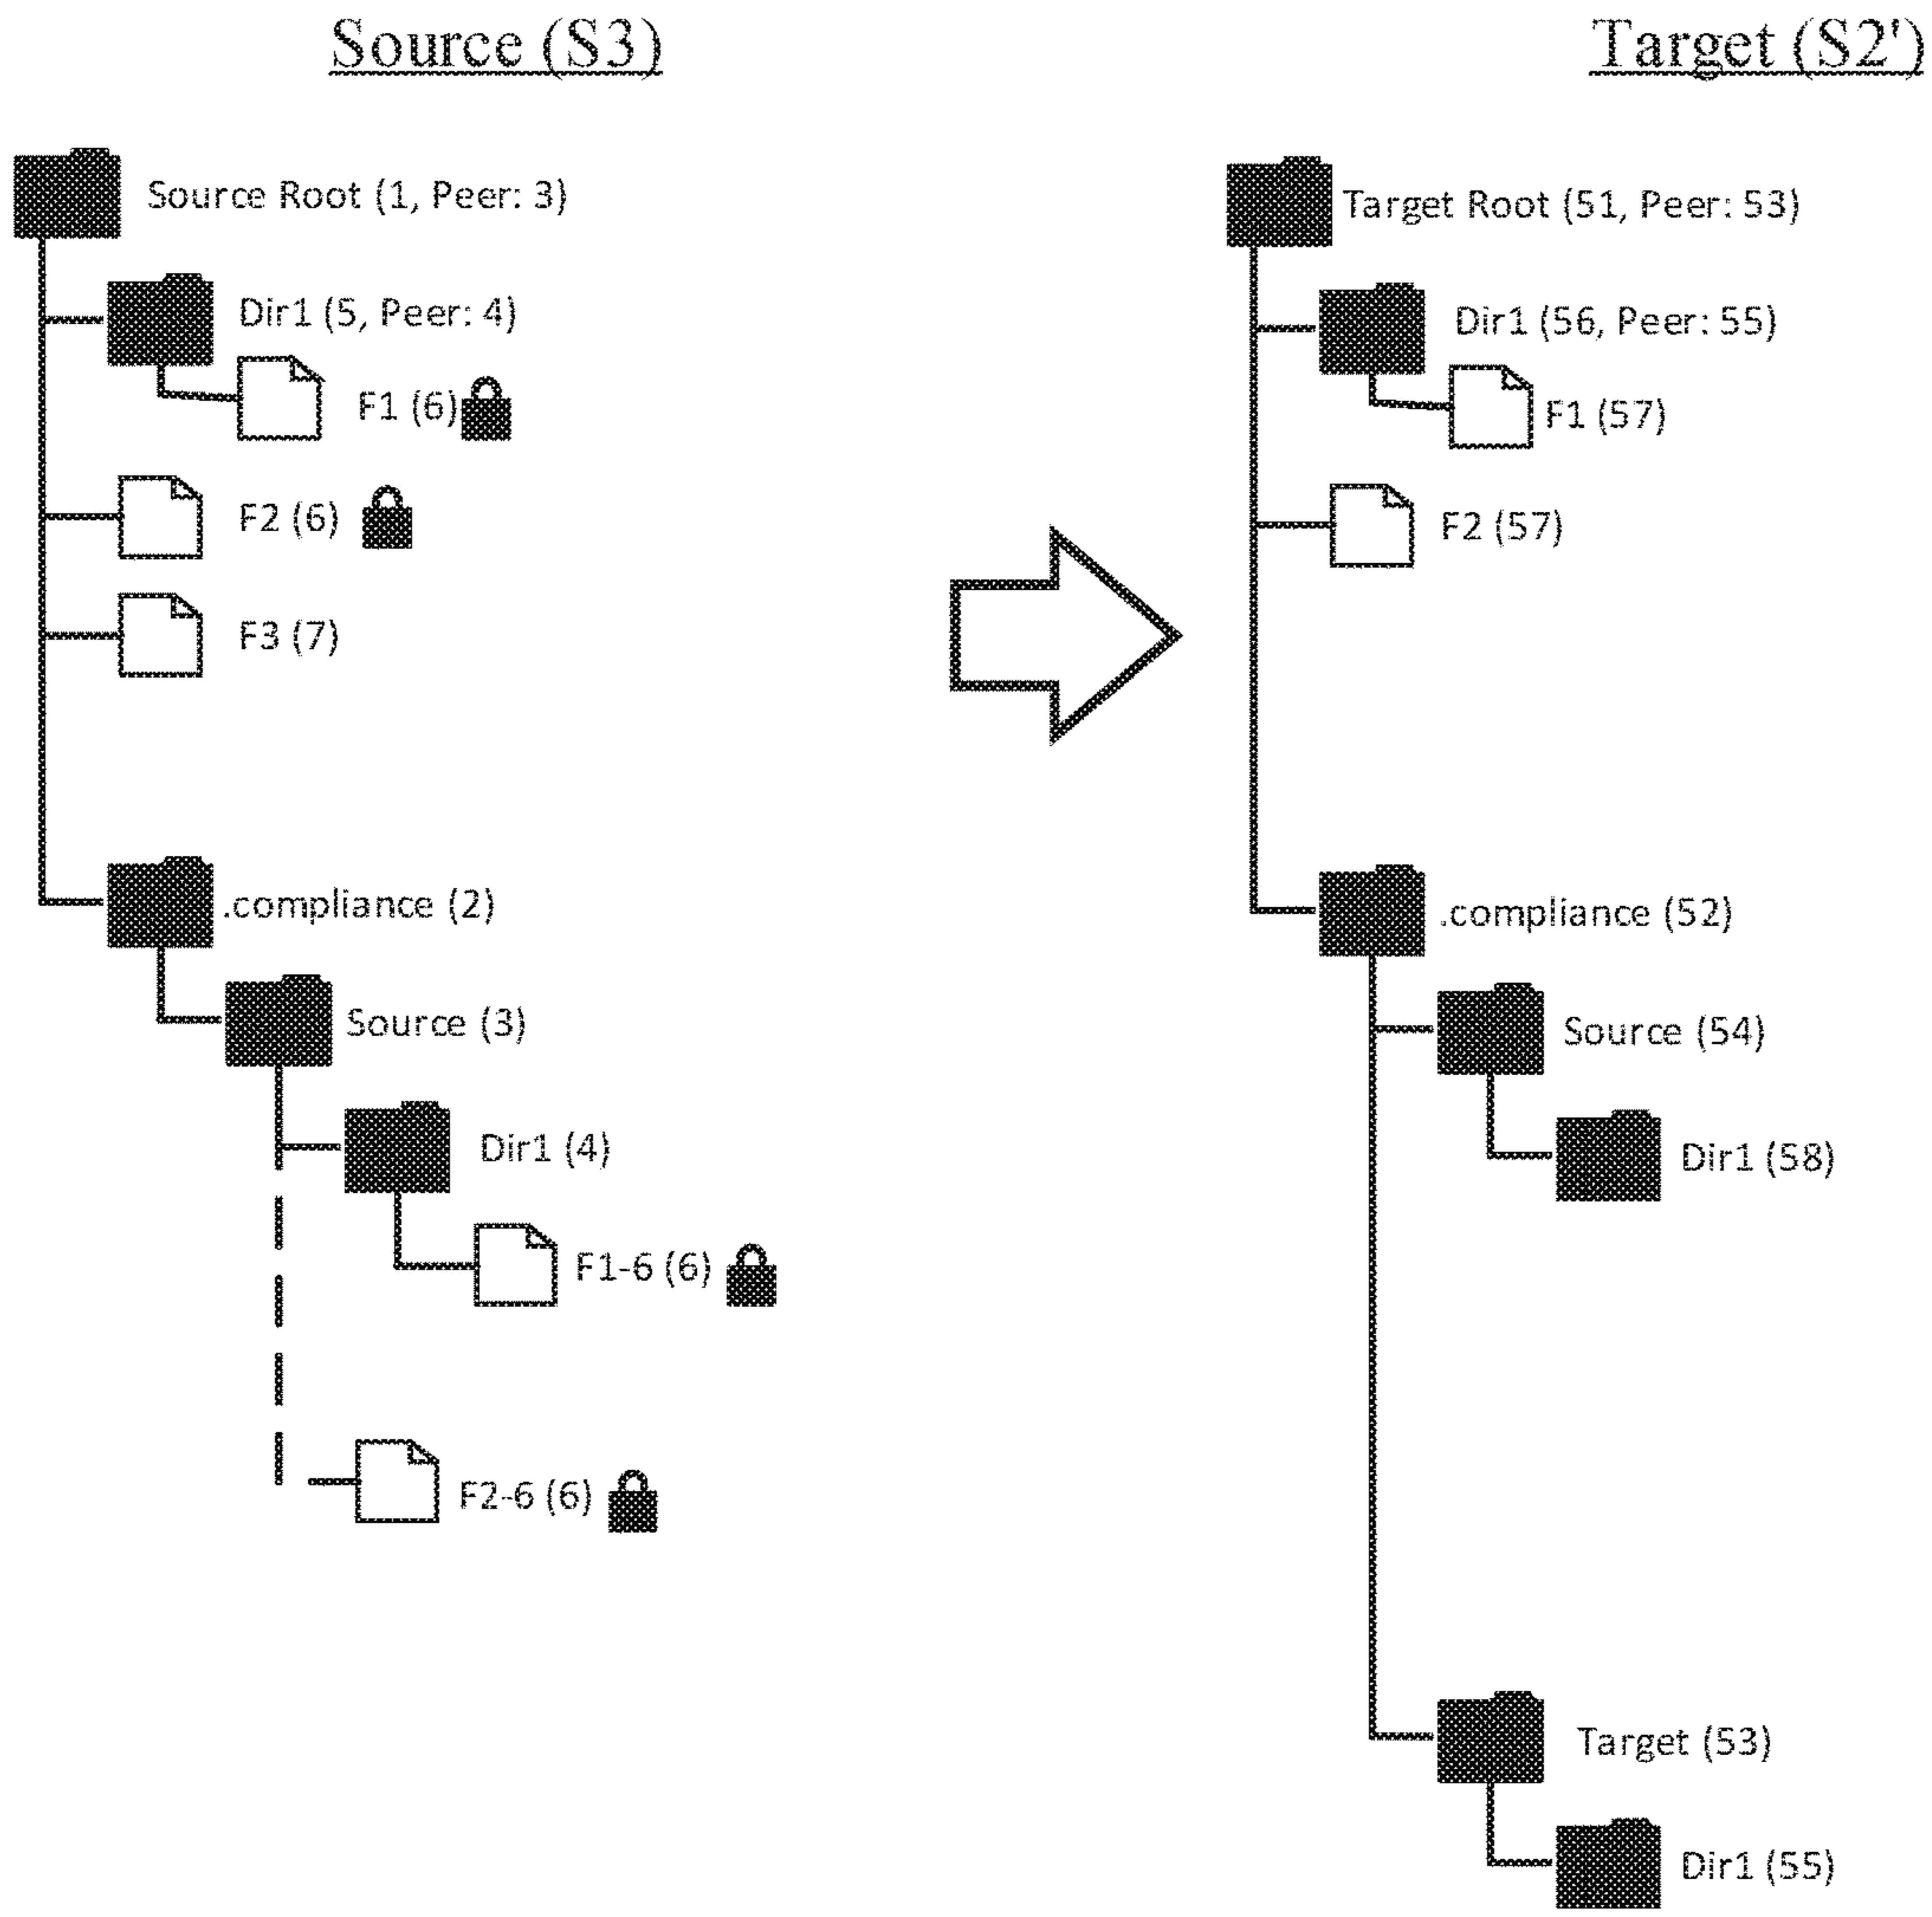 Source (S3)
Source Root (1, Peer: 3)
Dir1 (5, Peer: 4)
F1 (6)
F2 (6)
F3 (7)
.compliance (2)
Source (3)
Dir1 (4)
F1-6 (6)
F2-6 (6)
Target (S2')
Target Root (51, Peer: 53)
Dir1 (56, Peer: 55)
F1 (57)
F2 (57)
.compliance (52)
Source (54)
Dir1 (58)
Target (53)
Dir1 (55)